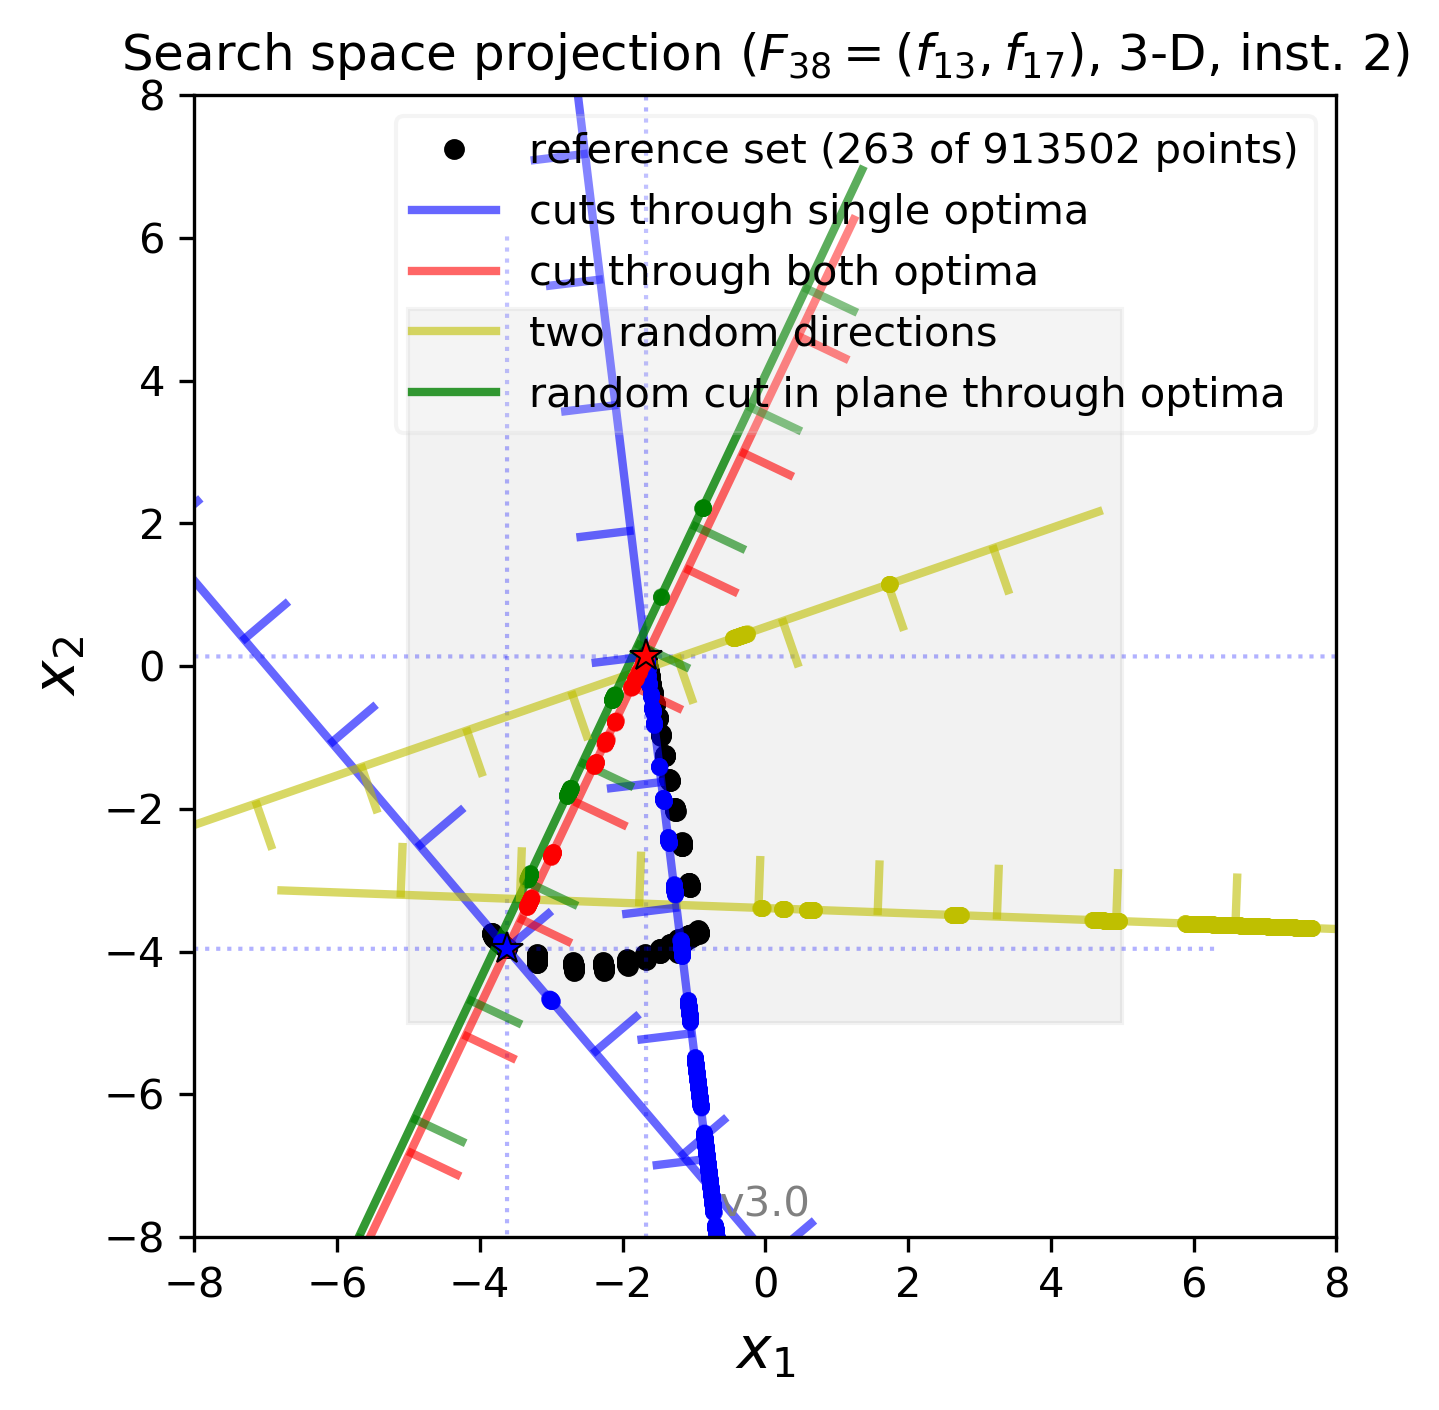 Search space projection (F₃₈ = (f₁₃, f₁₇), 3-D, inst. 2)
8
6
4
2
0
−2
−4
−6
−8
x₂
reference set (263 of 913502 points)
cuts through single optima
cut through both optima
two random directions
random cut in plane through optima
v3.0
−8 −6 −4 −2 0 2 4 6 8
x₁